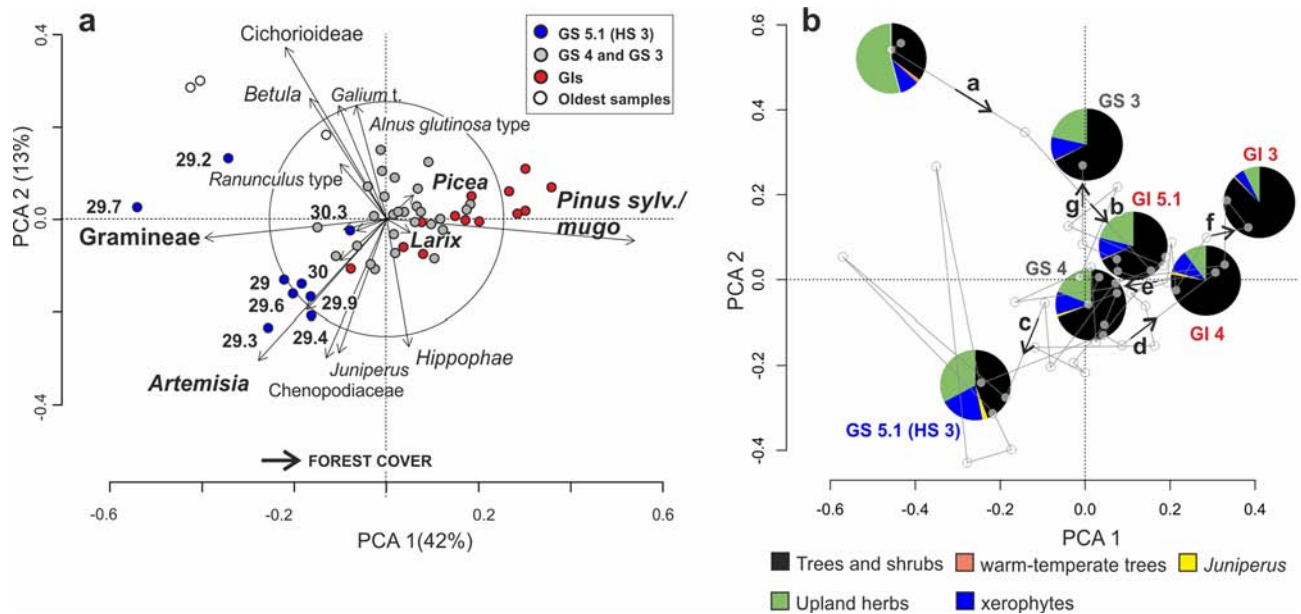 a
0.4
0.0
-0.4
PCA 2 (13%)
Cichorioideae
Betula
Galium t.
Alnus glutinosa type
Ranunculus type
Picea
Pinus sylv./
mugo
Larix
Gramineae
Artemisia
Juniperus
Chenopodiaceae
Hippophae
29.2
29.7
30.3
30
29
29.6
29.9
29.3
29.4
GS 5.1 (HS 3)
GS 4 and GS 3
GIs
Oldest samples
FOREST COVER
-0.6
-0.2
0.2
0.6
PCA 1(42%)
b
0.6
0.4
0.2
0.0
-0.2
-0.4
PCA 2
a
GS 3
GI 3
g
b
GI 5.1
f
GS 4
e
c
d
GI 4
GS 5.1 (HS 3)
-0.6
-0.4
-0.2
0.0
0.2
0.4
PCA 1
Trees and shrubs
warm-temperate trees
Juniperus
Upland herbs
xerophytes